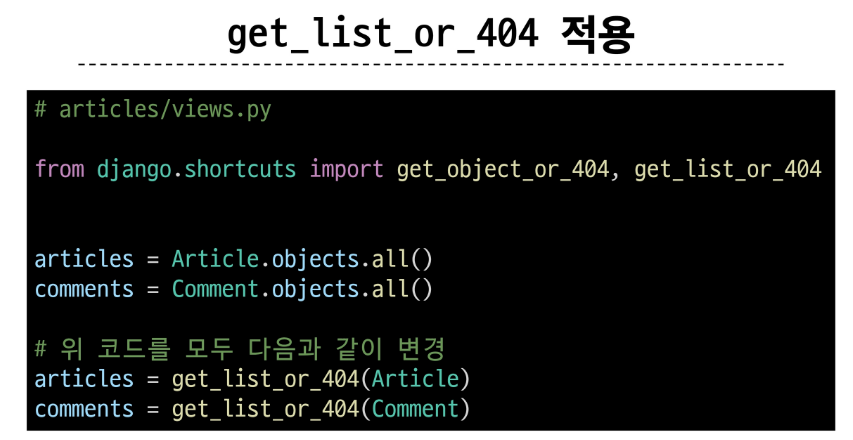 get_list_or_404 적용
# articles/views.py
from django.shortcuts import get_object_or_404, get_list_or_404
articles = Article.objects.all()
comments = Comment.objects.all()
# 위 코드를 모두 다음과 같이 변경
articles = get_list_or_404(Article)
comments = get_list_or_404(Comment)